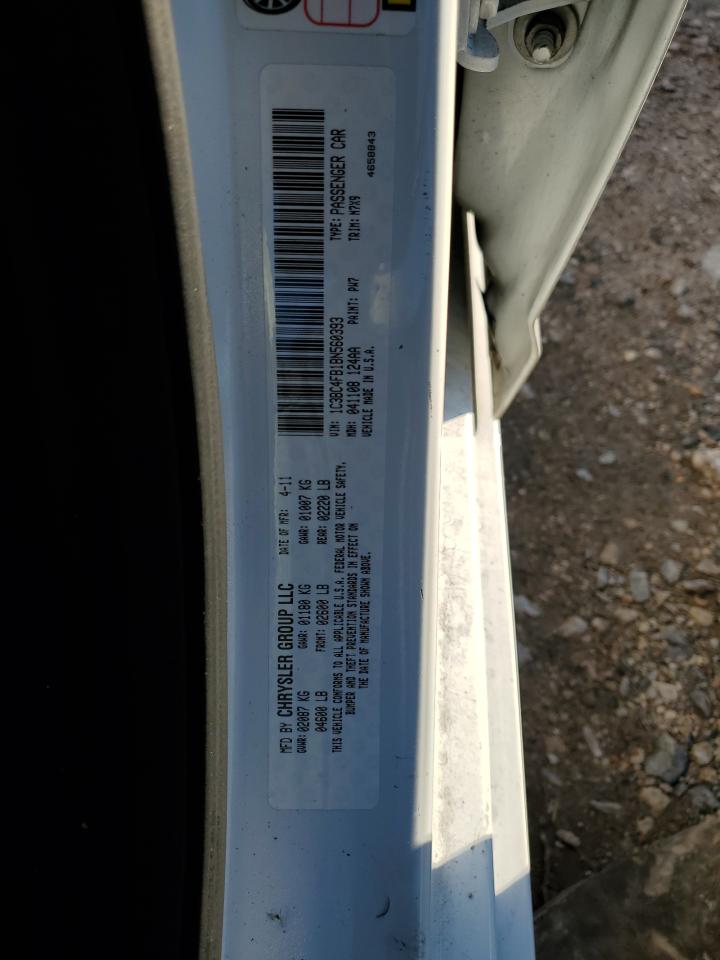 MFD BY CHRYSLER GROUP LLC DATE OF MFR: 4-11
GVWR: 02087 KG GAWR: 01180 KG GAWR: 01007 KG
04600 LB FRONT: 02600 LB REAR: 02220 LB
THIS VEHICLE CONFORMS TO ALL APPLICABLE U.S.A. FEDERAL MOTOR VEHICLE SAFETY,
BUMPER AND THEFT PREVENTION STANDARDS IN EFFECT ON
THE DATE OF MANUFACTURE SHOWN ABOVE.
VIN: 1C3BC4FB1BN560393 TYPE: PASSENGER CAR
MDH: 041108 124AA PAINT: PW7 TRIM: M7X9
VEHICLE MADE IN U.S.A. 4658843